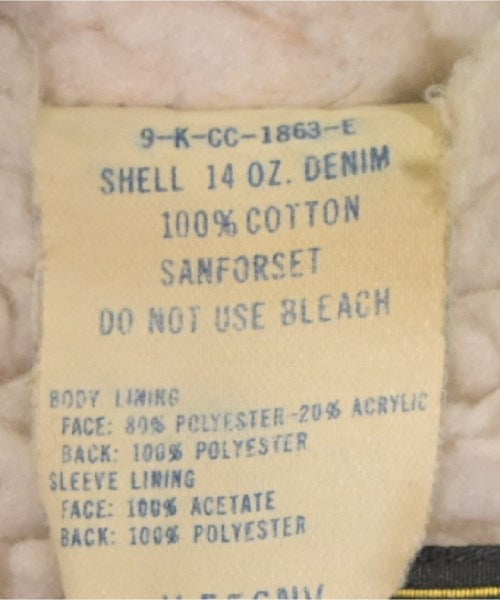 9-K-CC-1863-E
SHELL 14 OZ. DENIM
100% COTTON
SANFORSET
DO NOT USE BLEACH
BODY LINING
FACE: 80% POLYESTER-20% ACRYLIC
BACK: 100% POLYESTER
SLEEVE LINING
FACE: 100% ACETATE
BACK: 100% POLYESTER